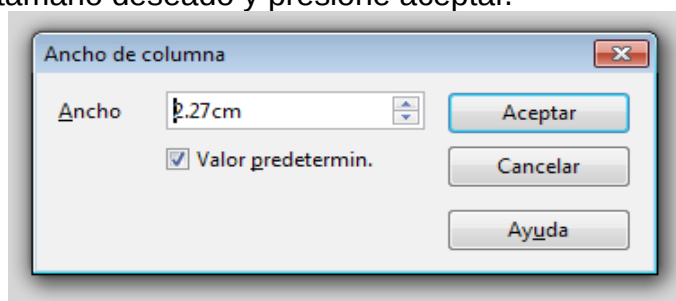 tamaño deseado y presione aceptar.
Ancho de columna
Ancho 2.27cm Aceptar
Valor predetermin. Cancelar
Ayuda